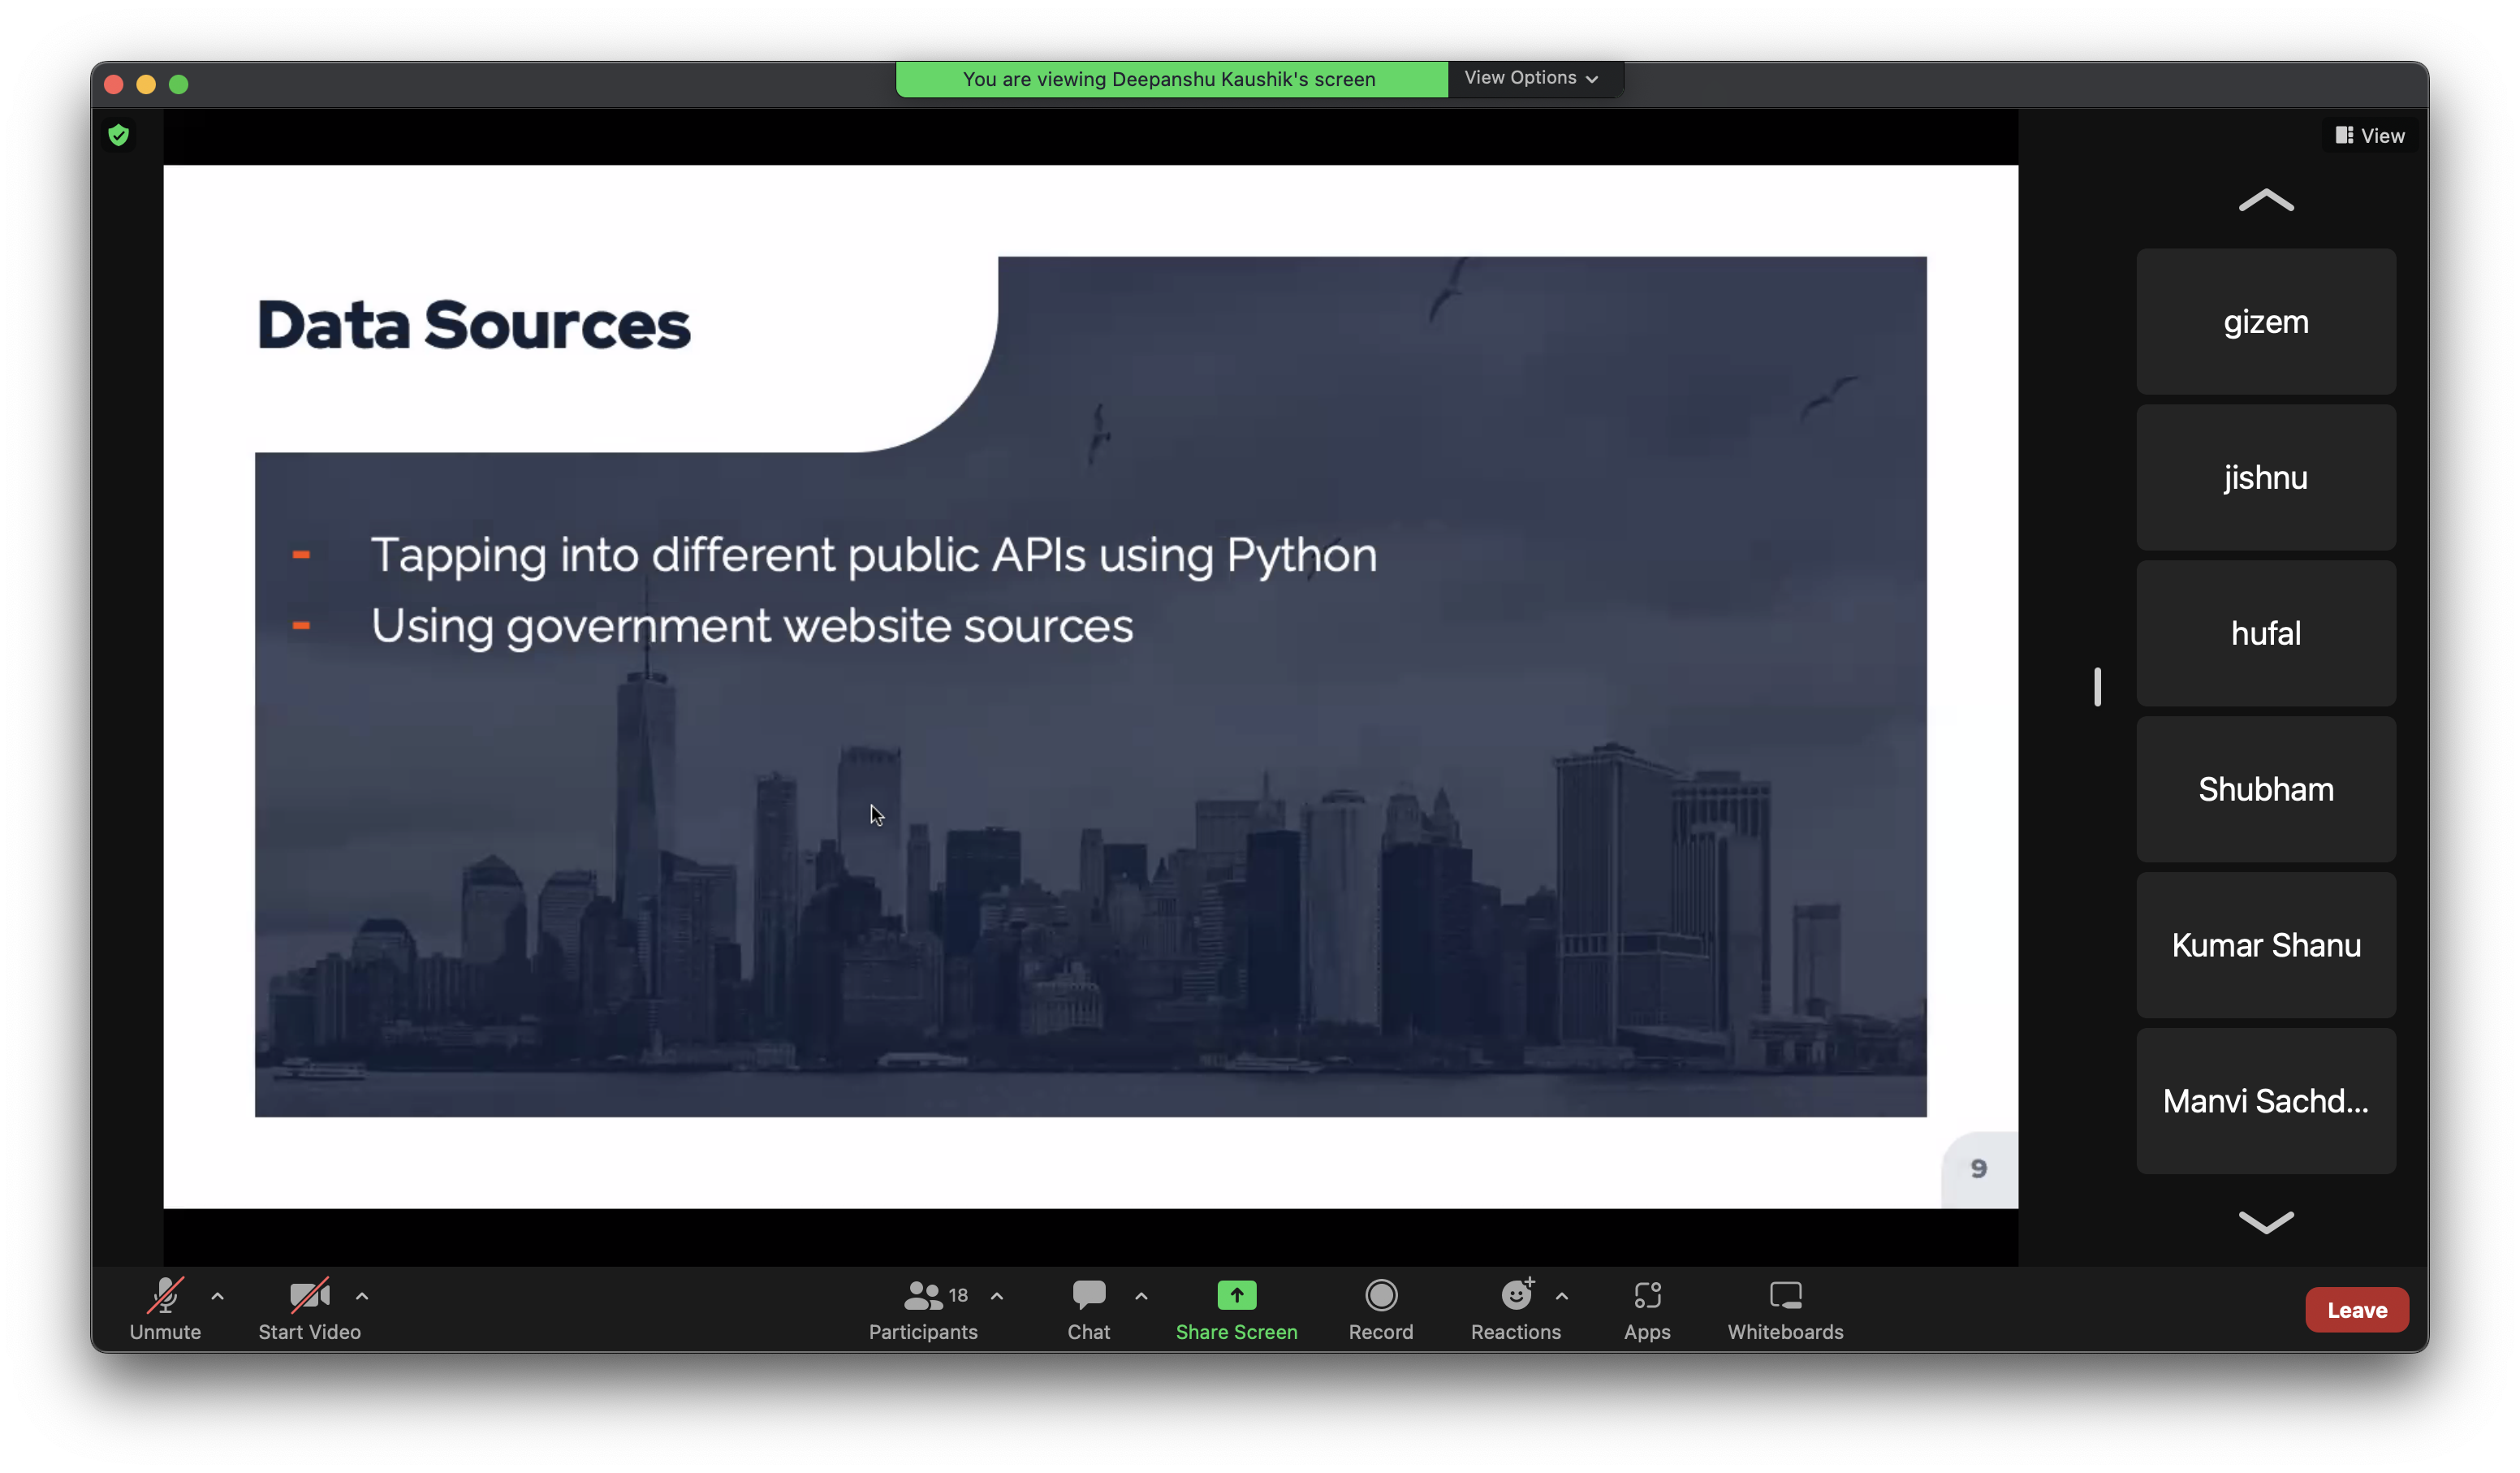 You are viewing Deepanshu Kaushik's screen
View Options
View
Data Sources
- Tapping into different public APIs using Python
- Using government website sources
9
gizem
jishnu
hufal
Shubham
Kumar Shanu
Manvi Sachd...
Unmute
Start Video
18
Participants
Chat
Share Screen
Record
Reactions
Apps
Whiteboards
Leave